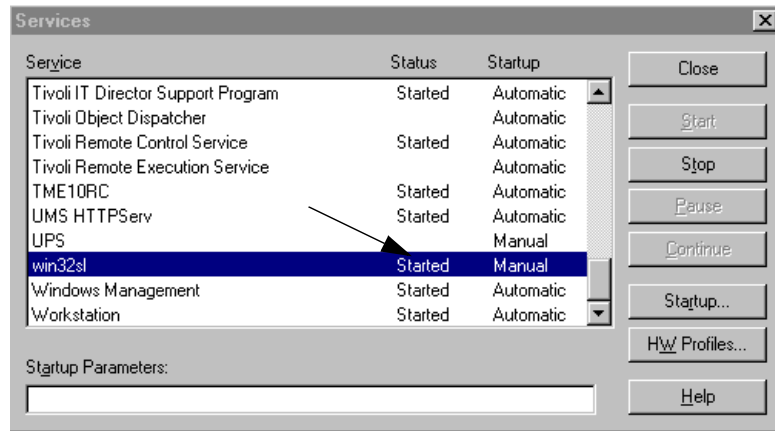 Services
Service Status Startup
Tivoli IT Director Support Program Started Automatic
Tivoli Object Dispatcher Automatic
Tivoli Remote Control Service Started Automatic
Tivoli Remote Execution Service Automatic
TME10RC Started Automatic
UMS HTTPServ Started Automatic
UPS Manual
win32sl Started Manual
Windows Management Started Automatic
Workstation Started Automatic
Startup Parameters:
Close
Start
Stop
Pause
Continue
Startup...
HW Profiles...
Help